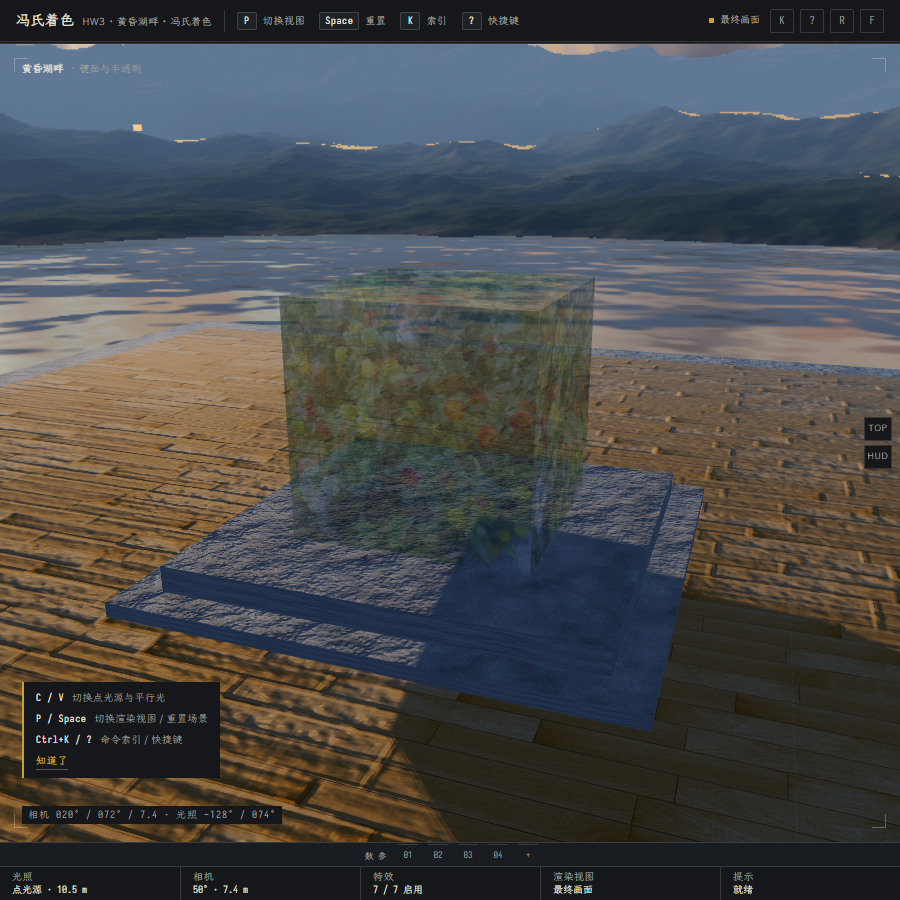 冯氏着色 HW3 · 黄昏湖畔 · 冯氏着色 P 切换视图 Space 重置 K 索引 ? 快捷键 最终画面 K ? R F
黄昏湖畔 · 镜面与半透明
TOP
HUD
C / V 切换点光源与平行光
P / Space 切换渲染视图 / 重置场景
Ctrl+K / ? 命令索引 / 快捷键
知道了
相机 020° / 072° / 7.4 · 光照 -128° / 074°
数参 01 02 03 04 +
光照 相机 特效 渲染视图 提示
点光源 · 10.5 m 50° · 7.4 m 7 / 7 启用 最终画面 就绪